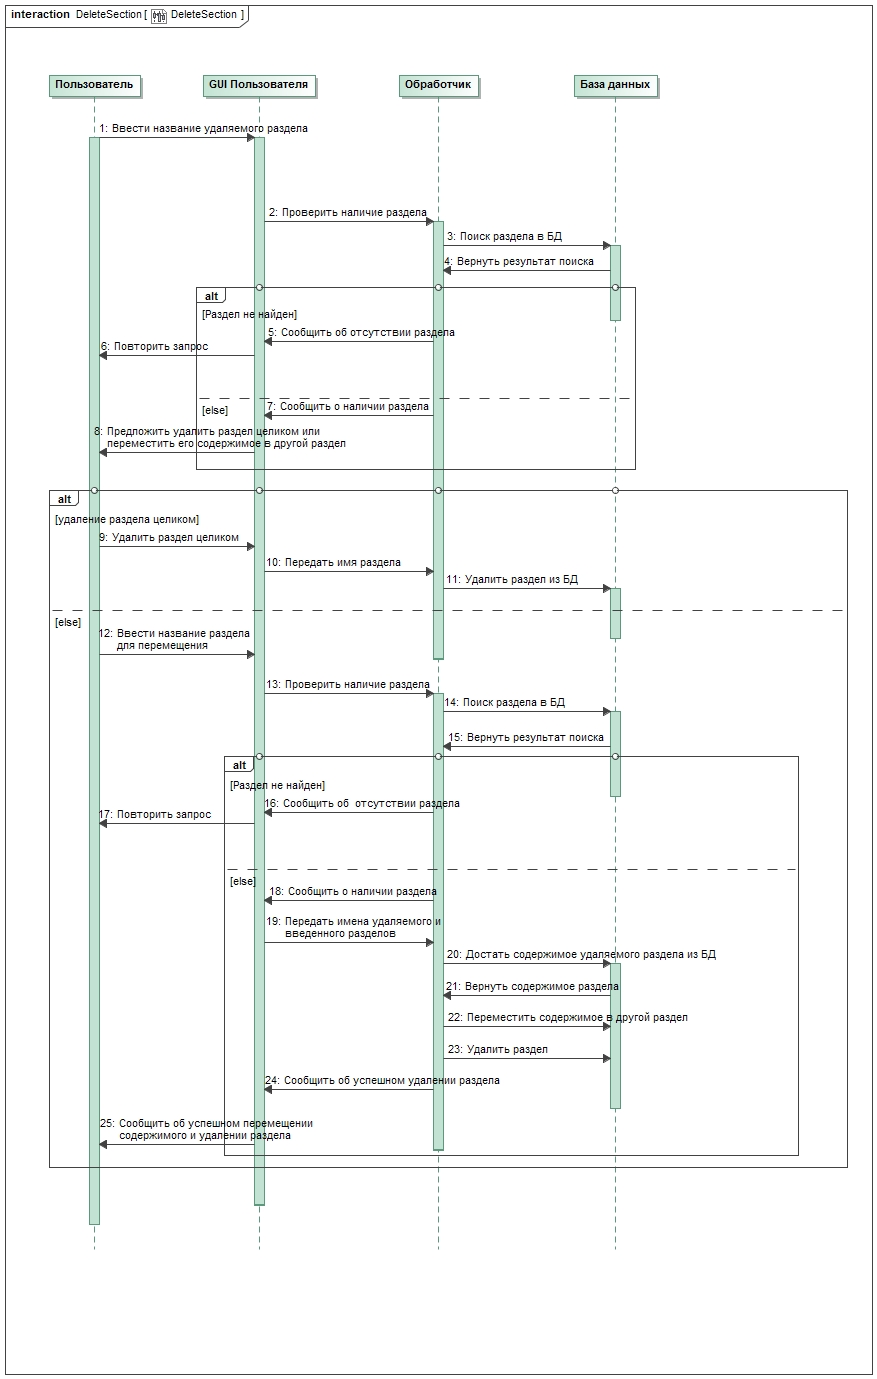 interaction DeleteSection [ DeleteSection ]
Пользователь
GUI Пользователя
Обработчик
База данных
1: Ввести название удаляемого раздела
2: Проверить наличие раздела
3: Поиск раздела в БД
4: Вернуть результат поиска
alt
[Раздел не найден]
5: Сообщить об отсутствии раздела
6: Повторить запрос
[else]
7: Сообщить о наличии раздела
8: Предложить удалить раздел целиком или
переместить его содержимое в другой раздел
alt
[удаление раздела целиком]
9: Удалить раздел целиком
10: Передать имя раздела
11: Удалить раздел из БД
[else]
12: Ввести название раздела
для перемещения
13: Проверить наличие раздела
14: Поиск раздела в БД
15: Вернуть результат поиска
alt
[Раздел не найден]
16: Сообщить об отсутствии раздела
17: Повторить запрос
[else]
18: Сообщить о наличии раздела
19: Передать имена удаляемого и
введенного разделов
20: Достать содержимое удаляемого раздела из БД
21: Вернуть содержимое раздела
22: Переместить содержимое в другой раздел
23: Удалить раздел
24: Сообщить об успешном удалении раздела
25: Сообщить об успешном перемещении
содержимого и удалении раздела